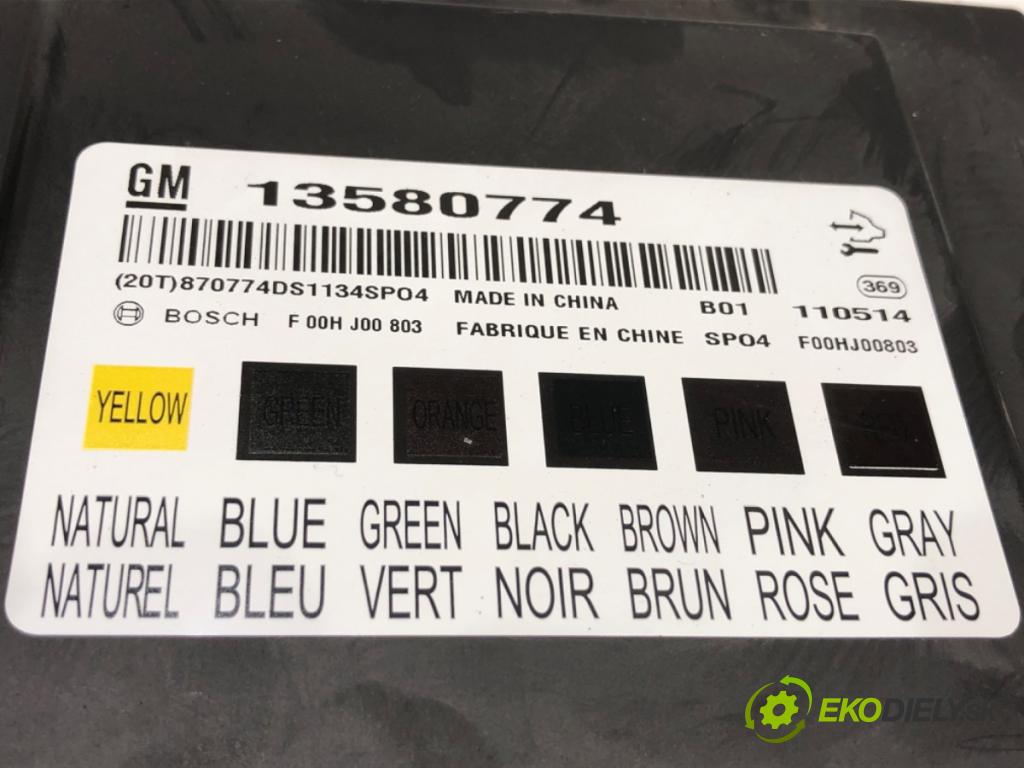 GM 13580774
(20T)870774DS1134SP04 MADE IN CHINA B01 110514
369
BOSCH F 00H J00 803 FABRIQUE EN CHINE SP04 F00HJ00803
YELLOW GREEN ORANGE BLUE PINK RED
NATURAL BLUE GREEN BLACK BROWN PINK GRAY
NATUREL BLEU VERT NOIR BRUN ROSE GRIS
EKODIELY.SK